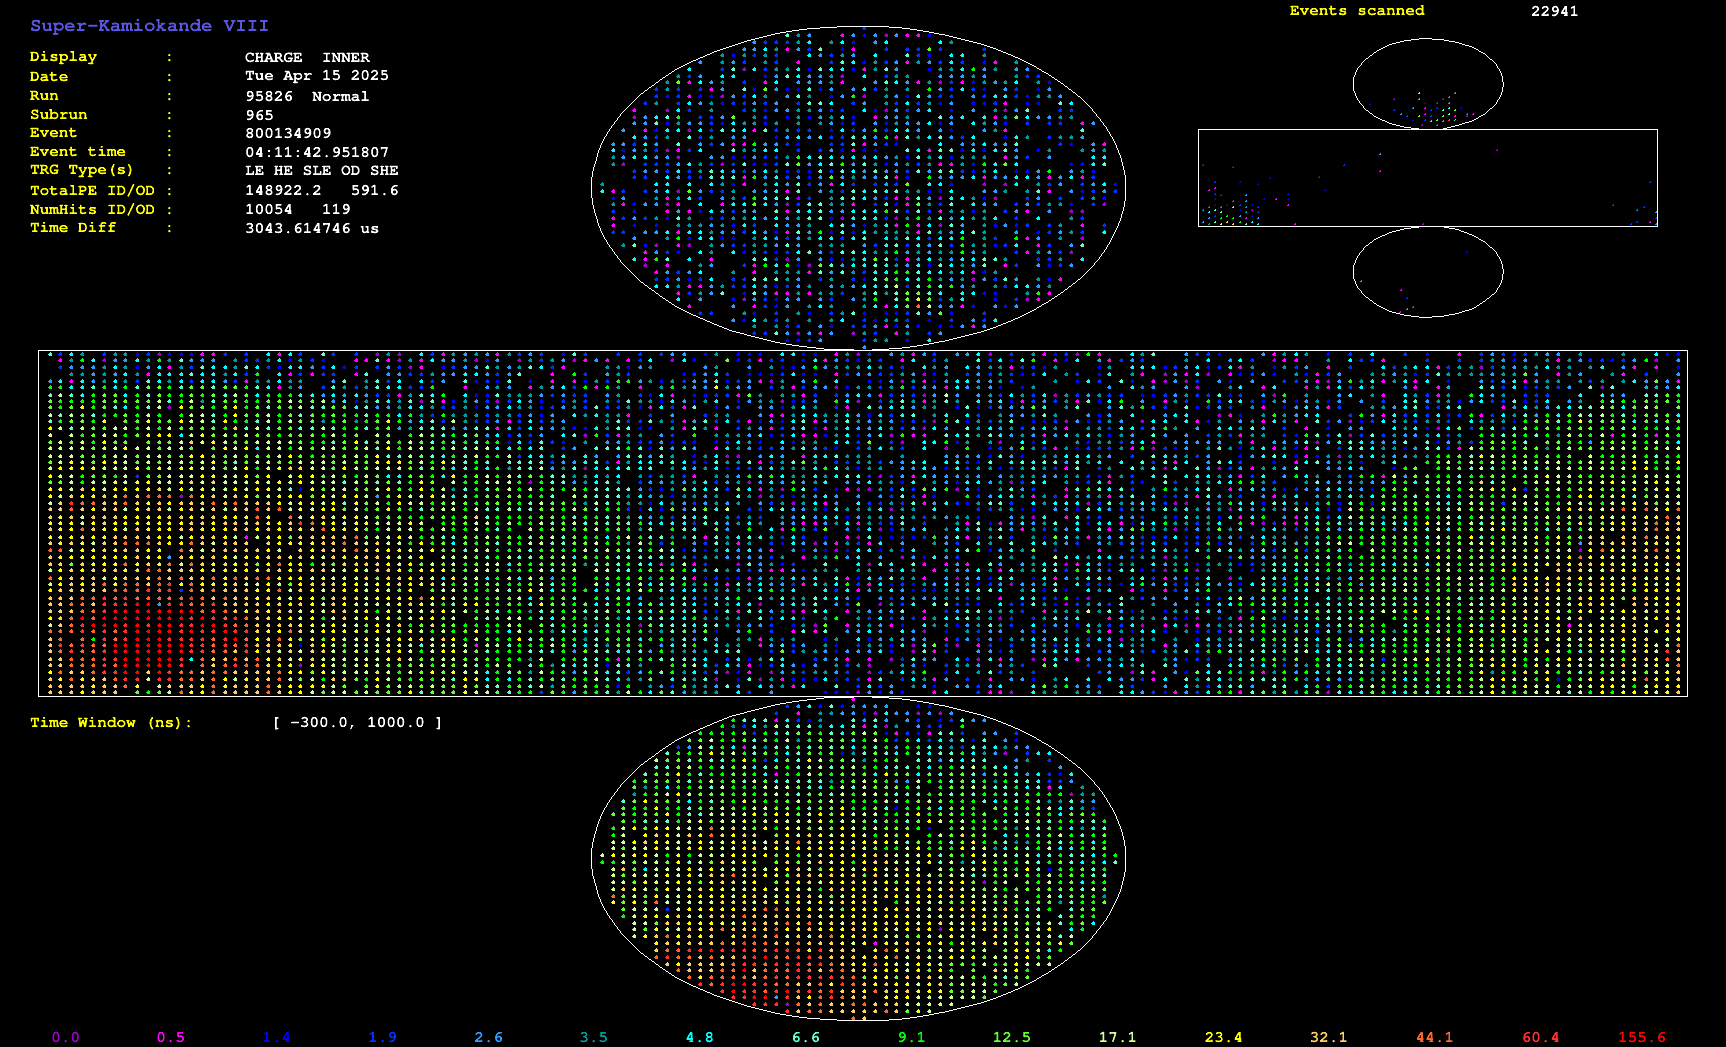 Super-Kamiokande VIII
Events scanned 22941
Display : CHARGE INNER
Date : Tue Apr 15 2025
Run : 95826 Normal
Subrun : 965
Event : 800134909
Event time : 04:11:42.951807
TRG Type(s) : LE HE SLE OD SHE
TotalPE ID/OD : 148922.2 591.6
NumHits ID/OD : 10054 119
Time Diff : 3043.614746 us
Time Window (ns): [ -300.0, 1000.0 ]
0.0 0.5 1.4 1.9 2.6 3.5 4.8 6.6 9.1 12.5 17.1 23.4 32.1 44.1 60.4 155.6